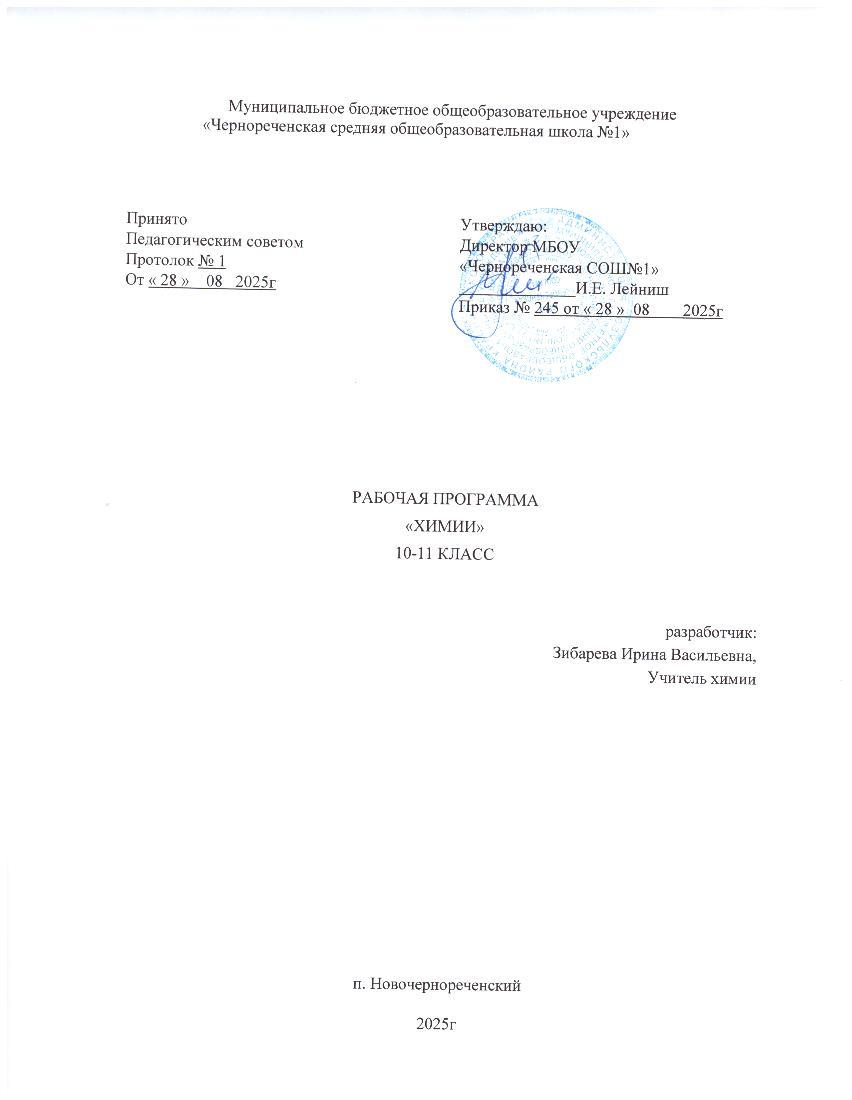 Муниципальное бюджетное общеобразовательное учреждение
«Чернореченская средняя общеобразовательная школа №1»
Принято
Педагогическим советом
Протолок № 1
От « 28 » 08 2025г
Утверждаю:
Директор МБОУ
«Чернореченская СОШ№1»
______________И.Е. Лейниш
Приказ № 245 от « 28 » 08 2025г
РАБОЧАЯ ПРОГРАММА
«ХИМИИ»
10-11 КЛАСС
разработчик:
Зибарева Ирина Васильевна,
Учитель химии
п. Новочернореченский
2025г